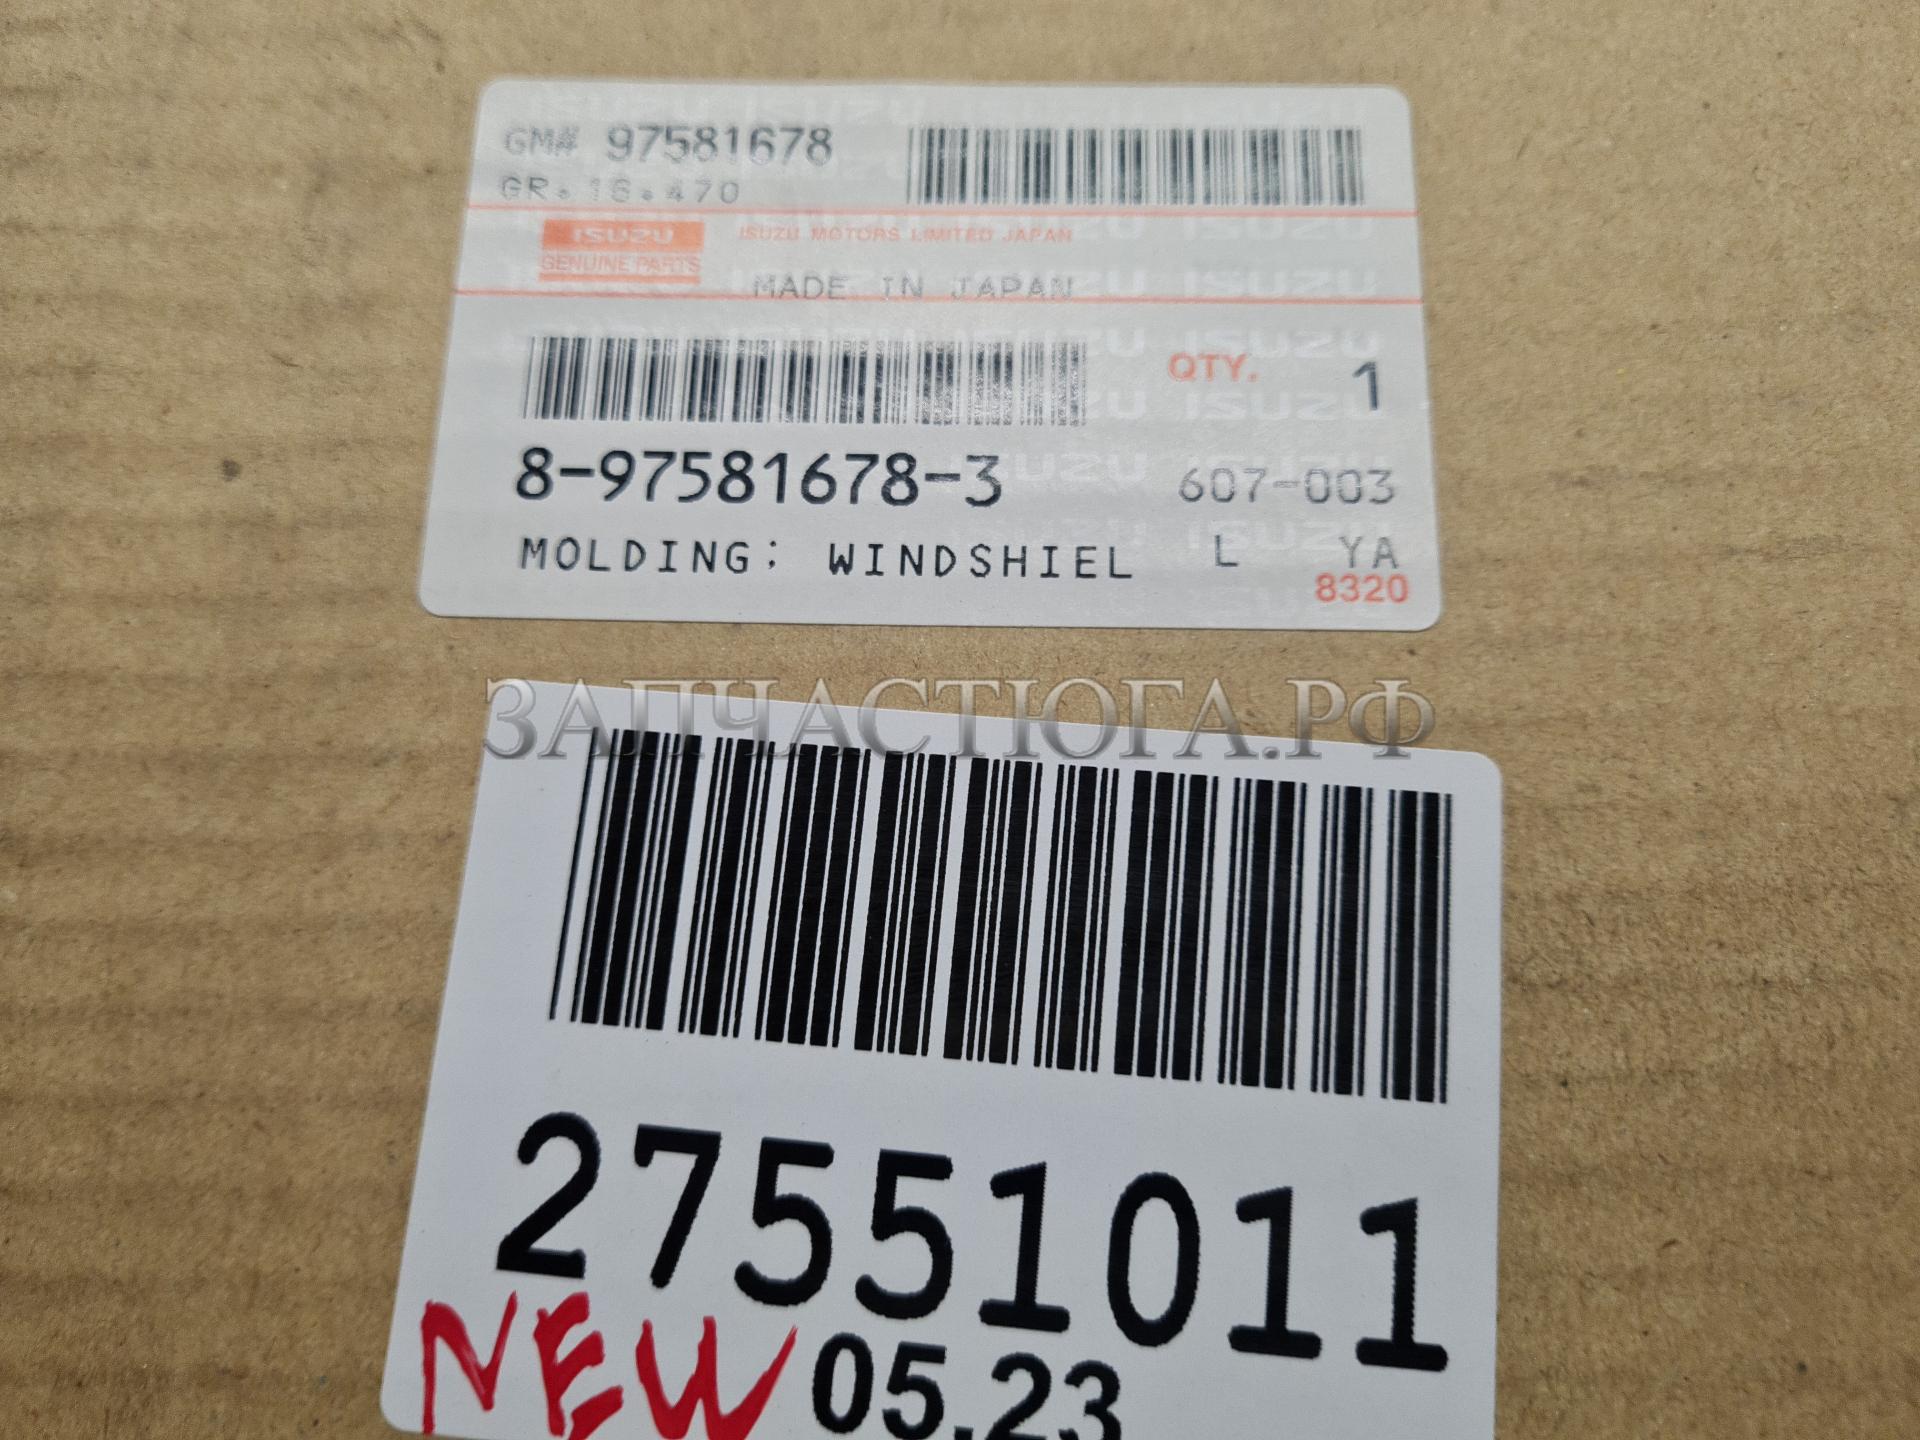 GM# 97581678
GR. 16.470
ISUZU
GENUINE PARTS
ISUZU MOTORS LIMITED JAPAN
MADE IN JAPAN
QTY. 1
8-97581678-3
607-003
MOLDING; WINDSHIEL
L YA
8320
ЗАПЧАСТЮГА.РФ
27551011
NEW 05.23